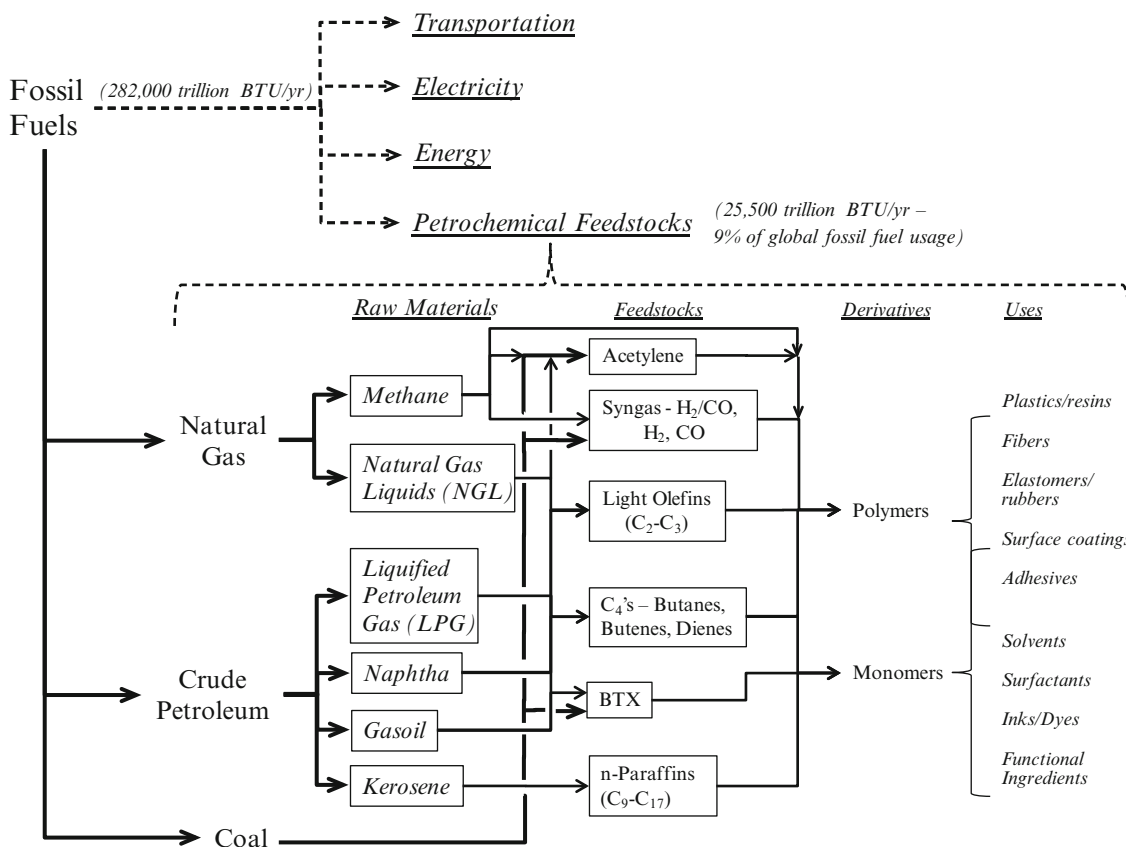 Transportation
Fossil
Fuels
(282,000 trillion BTU/yr)
Electricity
Energy
Petrochemical Feedstocks
(25,500 trillion BTU/yr –
9% of global fossil fuel usage)
Raw Materials
Feedstocks
Derivatives
Uses
Natural
Gas
Methane
Natural Gas
Liquids (NGL)
Crude
Petroleum
Liquified
Petroleum
Gas (LPG)
Naphtha
Gasoil
Kerosene
Coal
Acetylene
Syngas - H₂/CO,
H₂, CO
Light Olefins
(C₂-C₃)
C₄’s – Butanes,
Butenes, Dienes
BTX
n-Paraffins
(C₉-C₁₇)
Polymers
Monomers
Plastics/resins
Fibers
Elastomers/
rubbers
Surface coatings
Adhesives
Solvents
Surfactants
Inks/Dyes
Functional
Ingredients